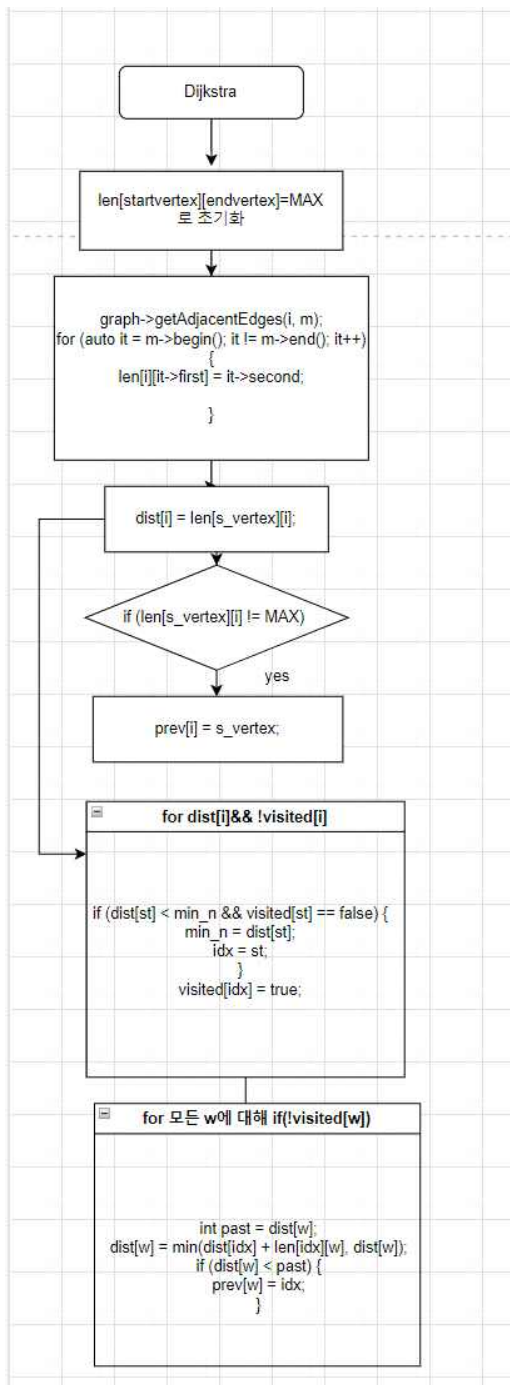 Dijkstra
len[startvertex][endvertex]=MAX
로 초기화
graph->getAdjacentEdges(i, m);
for (auto it = m->begin(); it != m->end(); it++)
{
len[i][it->first] = it->second;
}
dist[i] = len[s_vertex][i];
if (len[s_vertex][i] != MAX)
yes
prev[i] = s_vertex;
for dist[i]&& !visited[i]
if (dist[st] < min_n && visited[st] == false) {
min_n = dist[st];
idx = st;
}
visited[idx] = true;
for 모든 w에 대해 if(!visited[w])
int past = dist[w];
dist[w] = min(dist[idx] + len[idx][w], dist[w]);
if (dist[w] < past) {
prev[w] = idx;
}